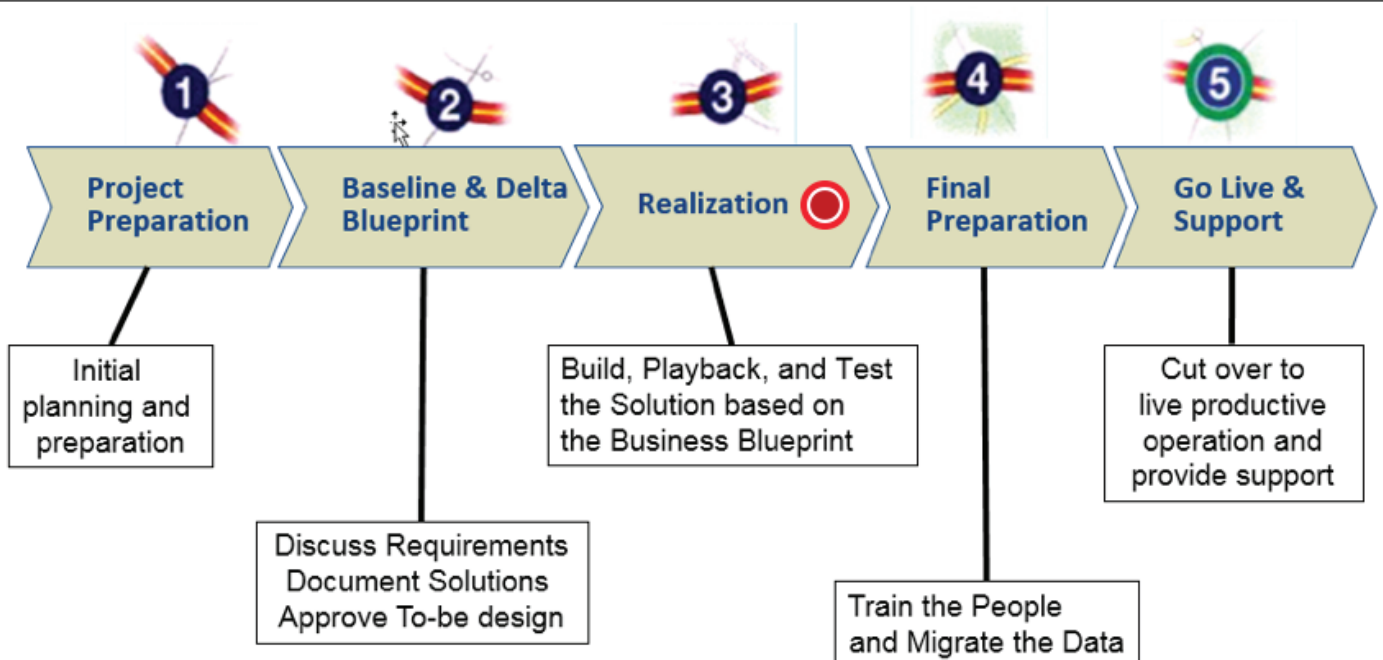 1
2
3
4
5
Project
Preparation
Baseline & Delta
Blueprint
Realization
Final
Preparation
Go Live &
Support
Initial
planning and
preparation
Discuss Requirements
Document Solutions
Approve To-be design
Build, Playback, and Test
the Solution based on
the Business Blueprint
Train the People
and Migrate the Data
Cut over to
live productive
operation and
provide support